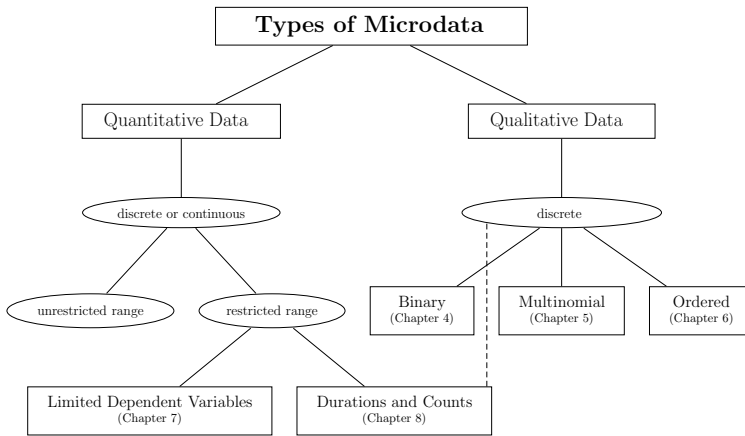 Types of Microdata
Quantitative Data
Qualitative Data
discrete or continuous
discrete
unrestricted range
restricted range
Binary
(Chapter 4)
Multinomial
(Chapter 5)
Ordered
(Chapter 6)
Limited Dependent Variables
(Chapter 7)
Durations and Counts
(Chapter 8)